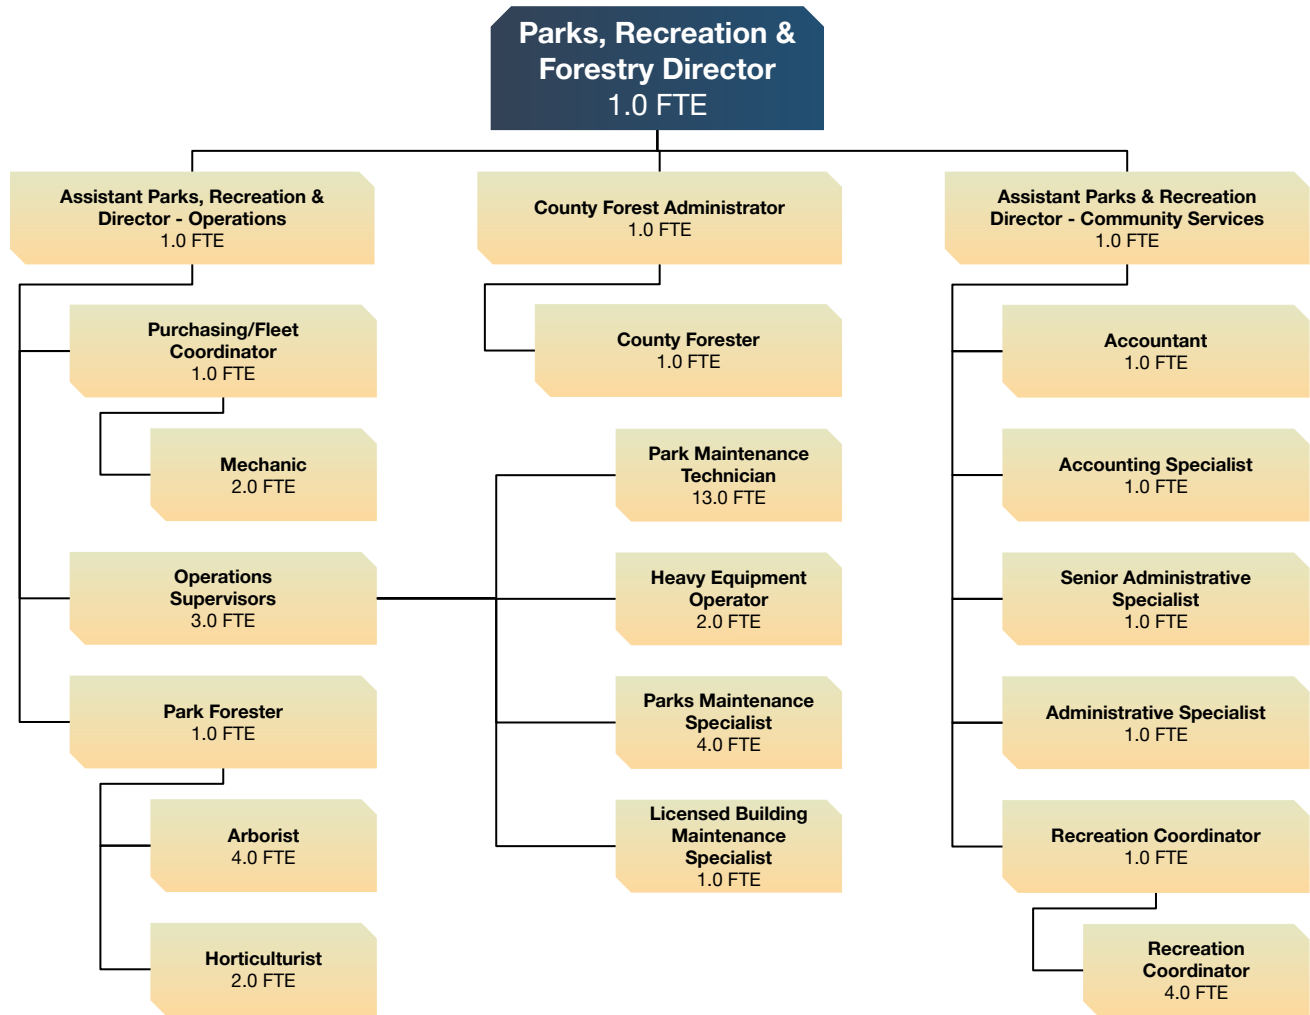 Parks, Recreation &
Forestry Director
1.0 FTE
Assistant Parks, Recreation &
Director - Operations
1.0 FTE
County Forest Administrator
1.0 FTE
Assistant Parks & Recreation
Director - Community Services
1.0 FTE
Purchasing/Fleet
Coordinator
1.0 FTE
Mechanic
2.0 FTE
Operations
Supervisors
3.0 FTE
Park Forester
1.0 FTE
Arborist
4.0 FTE
Horticulturist
2.0 FTE
County Forester
1.0 FTE
Park Maintenance
Technician
13.0 FTE
Heavy Equipment
Operator
2.0 FTE
Parks Maintenance
Specialist
4.0 FTE
Licensed Building
Maintenance
Specialist
1.0 FTE
Accountant
1.0 FTE
Accounting Specialist
1.0 FTE
Senior Administrative
Specialist
1.0 FTE
Administrative Specialist
1.0 FTE
Recreation Coordinator
1.0 FTE
Recreation
Coordinator
4.0 FTE